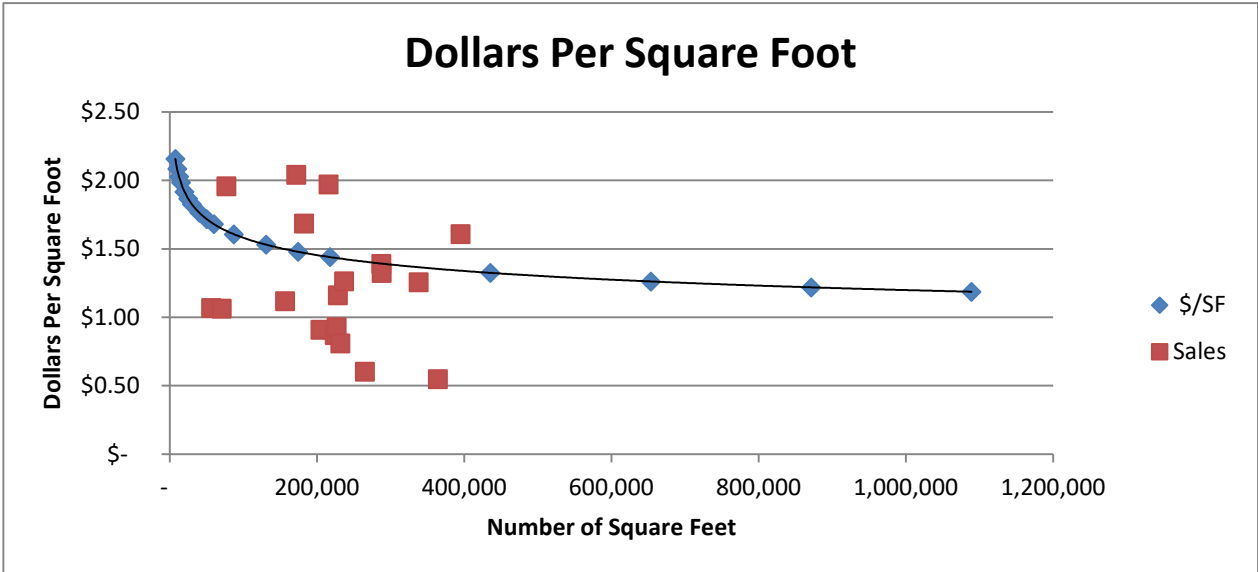 Dollars Per Square Foot
Dollars Per Square Foot
$2.50
$2.00
$1.50
$1.00
$0.50
$-
- 200,000 400,000 600,000 800,000 1,000,000 1,200,000
Number of Square Feet
$/SF
Sales